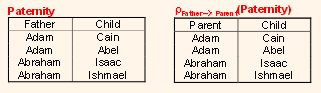 Paternity
Father Child
Adam Cain
Adam Abel
Abraham Isaac
Abraham Ishmael
ρFather–> Parent(Paternity)
Parent Child
Adam Cain
Adam Abel
Abraham Isaac
Abraham Ishmael